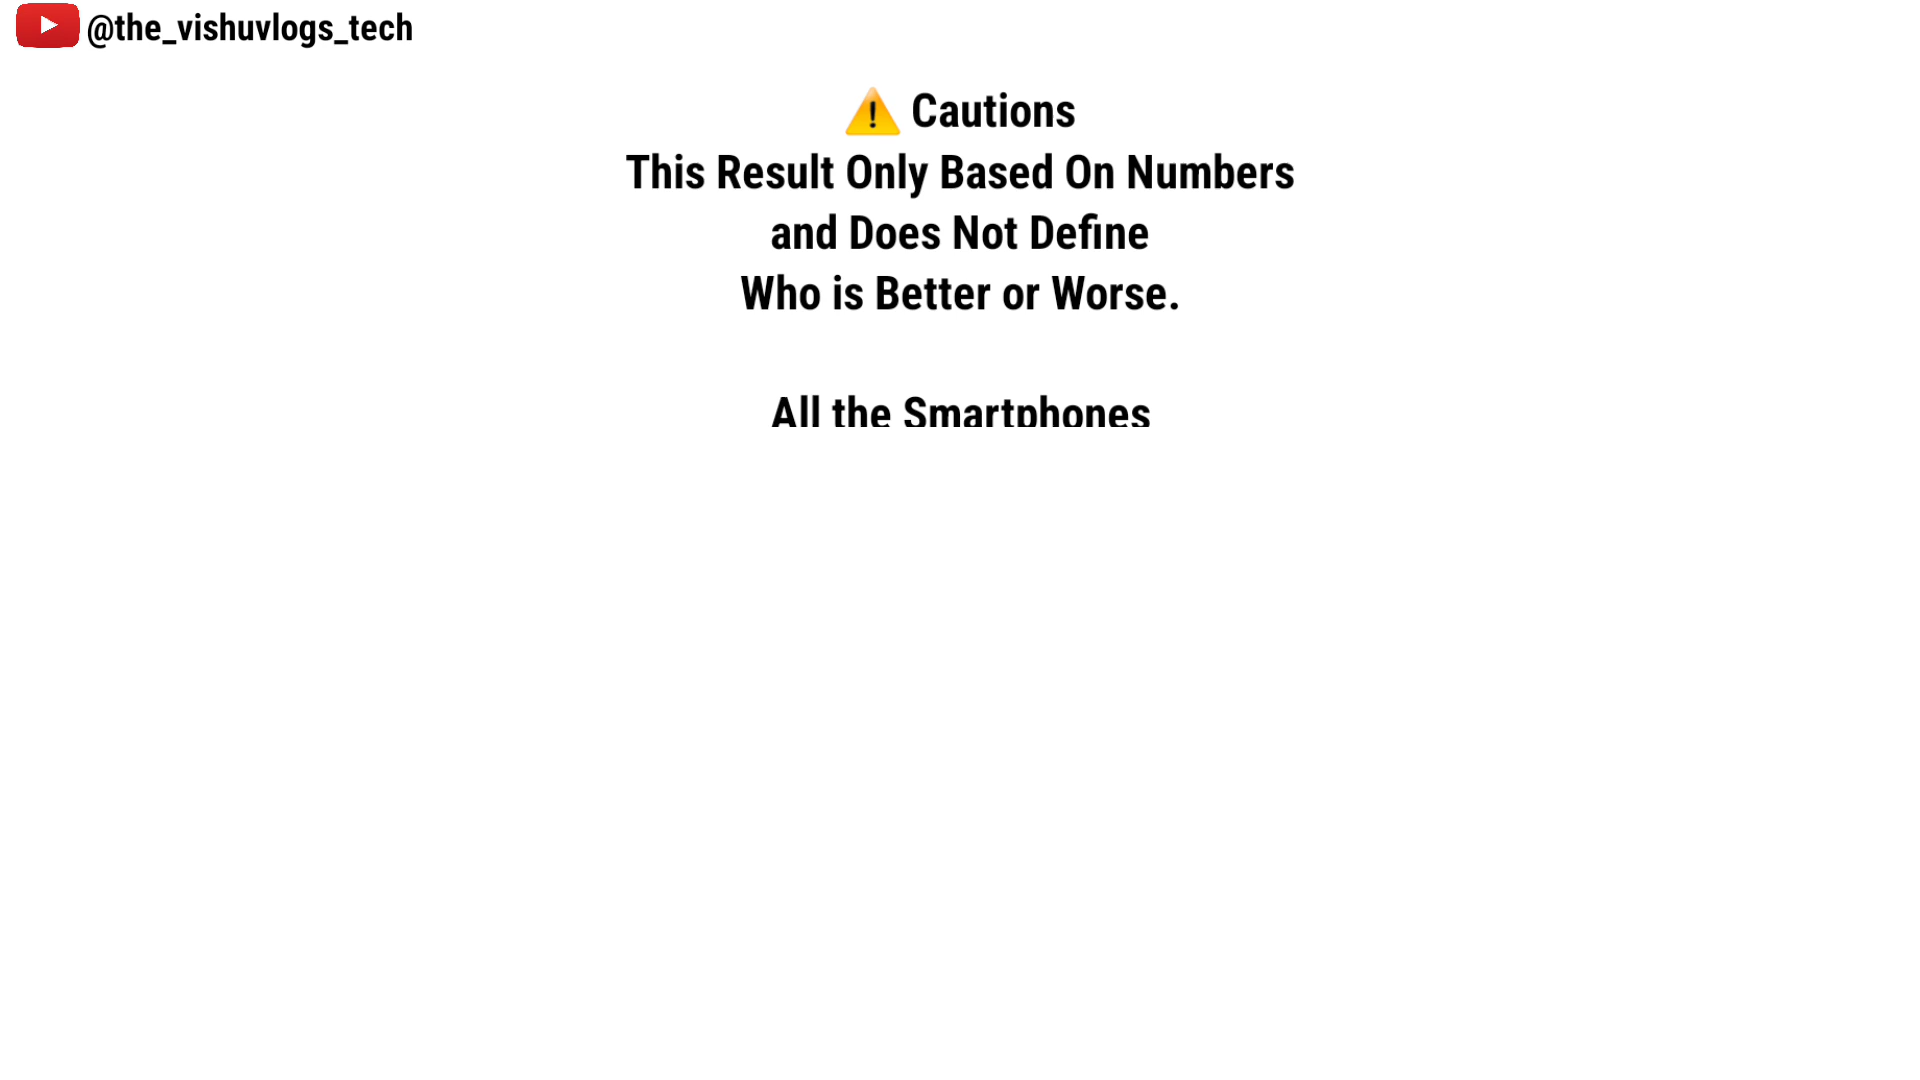 @the_vishuvlogs_tech
⚠️ Cautions
This Result Only Based On Numbers
and Does Not Define
Who is Better or Worse.
All the Smartphones